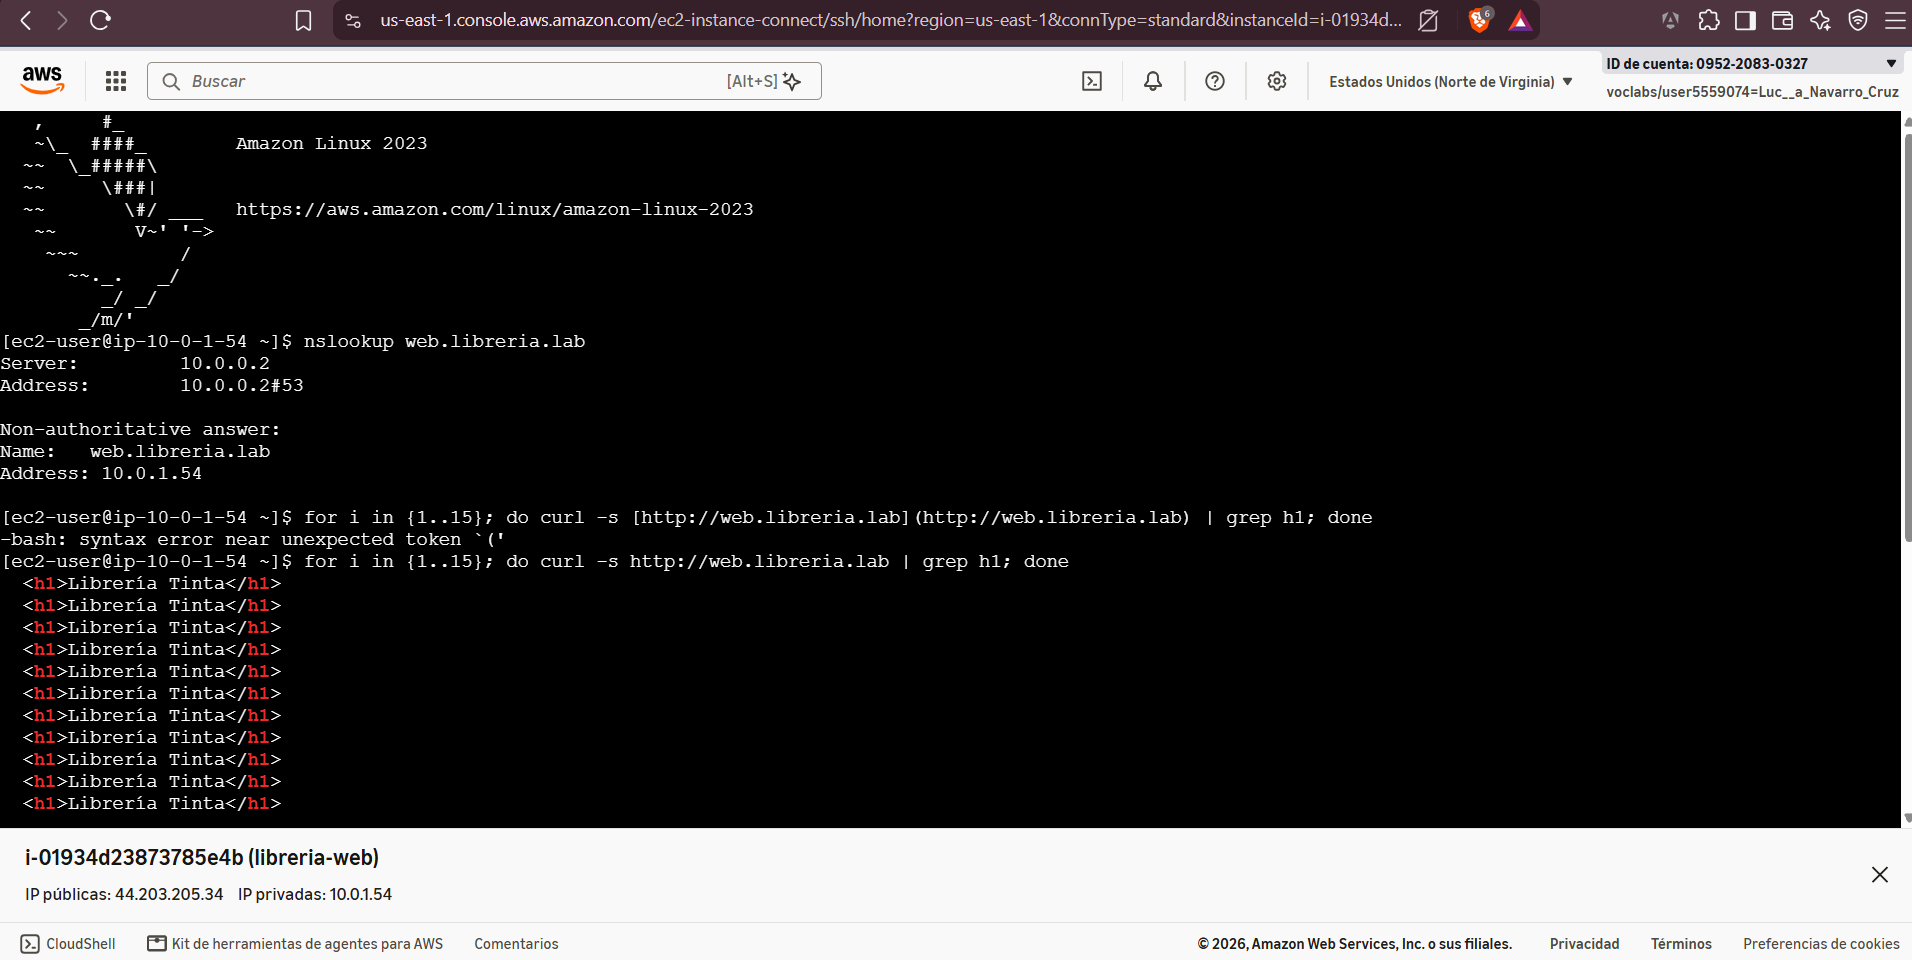 us-east-1.console.aws.amazon.com/ec2-instance-connect/ssh/home?region=us-east-1&connType=standard&instanceId=i-01934d...
6
aws
Buscar
[Alt+S]
Estados Unidos (Norte de Virginia)
ID de cuenta: 0952-2083-0327
voclabs/user5559074=Luc__a_Navarro_Cruz
   ,     #_
   ~\_  ####_        Amazon Linux 2023
  ~~  \_#####\
  ~~     \###|
  ~~       \#/ ___   https://aws.amazon.com/linux/amazon-linux-2023
   ~~       V~' '->
    ~~~         /
      ~~._.   _/
         _/ _/
       _/m/'
[ec2-user@ip-10-0-1-54 ~]$ nslookup web.libreria.lab
Server:         10.0.0.2
Address:        10.0.0.2#53
Non-authoritative answer:
Name:   web.libreria.lab
Address: 10.0.1.54
[ec2-user@ip-10-0-1-54 ~]$ for i in {1..15}; do curl -s [http://web.libreria.lab](http://web.libreria.lab) | grep h1; done
-bash: syntax error near unexpected token `('
[ec2-user@ip-10-0-1-54 ~]$ for i in {1..15}; do curl -s http://web.libreria.lab | grep h1; done
  <h1>Librería Tinta</h1>
  <h1>Librería Tinta</h1>
  <h1>Librería Tinta</h1>
  <h1>Librería Tinta</h1>
  <h1>Librería Tinta</h1>
  <h1>Librería Tinta</h1>
  <h1>Librería Tinta</h1>
  <h1>Librería Tinta</h1>
  <h1>Librería Tinta</h1>
  <h1>Librería Tinta</h1>
  <h1>Librería Tinta</h1>
i-01934d23873785e4b (libreria-web)
IP públicas: 44.203.205.34 IP privadas: 10.0.1.54
CloudShell Kit de herramientas de agentes para AWS Comentarios © 2026, Amazon Web Services, Inc. o sus filiales. Privacidad Términos Preferencias de cookies